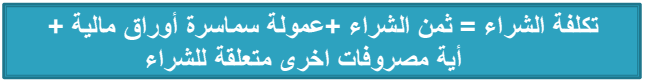 تكلفة الشراء = ثمن الشراء +عمولة سماسرة أوراق مالية +
أية مصروفات اخرى متعلقة للشراء